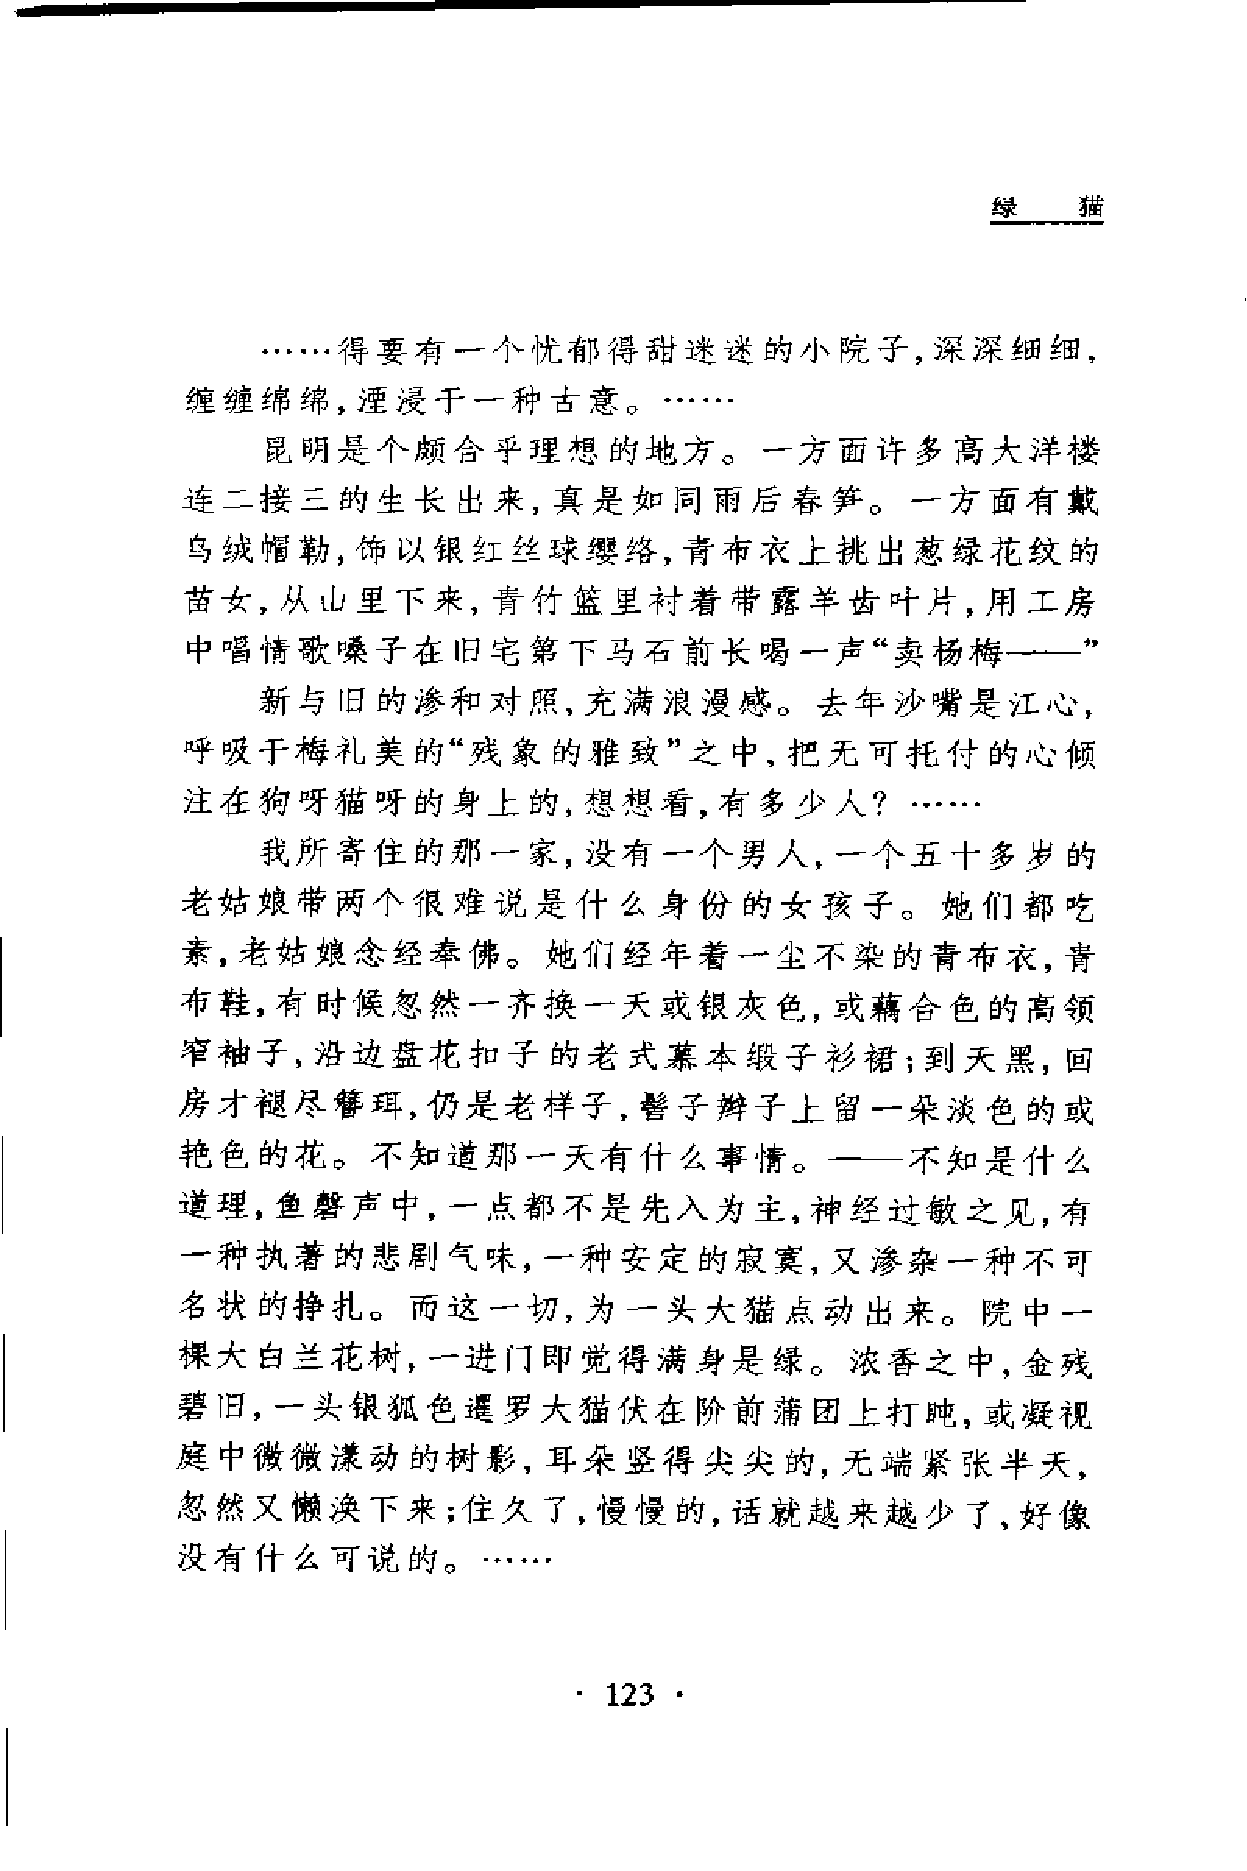 绿 猫
……得要有一个忧郁得甜迷迷的小院子,深深细细,
缠缠绵绵,湮浸于一种古意。……
昆明是个颇合乎理想的地方。一方面许多高大洋楼
连二接三的生长出来,真是如同雨后春笋。一方面有戴
乌绒帽勒,饰以银红丝球缨络,青布衣上挑出葱绿花纹的
苗女,从山里下来,青竹篮里衬着带露羊齿叶片,用工房
中唱情歌嗓子在旧宅第下马石前长喝一声“卖杨梅——”
新与旧的渗和对照,充满浪漫感。去年沙嘴是江心,
呼吸于梅礼美的“残象的雅致”之中、把无可托付的心倾
注在狗呀猫呀的身上的,想想看,有多少人?……
我所寄住的那一家,没有一个男人,一个五十多岁的
老姑娘带两个很难说是什么身份的女孩子。她们都吃
素,老姑娘念经奉佛。她们经年着一尘不染的青布衣,青
布鞋,有时候忽然一齐换一天或银灰色,或藕合色的高领
窄袖子,沿边盘花扣子的老式慕本缎子衫裙;到天黑,回
房才褪尽簪珥,仍是老样子,髻子辫子上留一朵淡色的或
艳色的花。不知道那一天有什么事情。——不知是什么
道理,鱼磬声中,一点都不是先入为主,神经过敏之见,有
一种执著的悲剧气味,一种安定的寂寞,又渗杂一种不可
名状的挣扎。而这一切,为一头大猫点动出来。院中一
棵大白兰花树,一进门即觉得满身是绿。浓香之中,金残
碧旧,一头银狐色暹罗大猫伏在阶前蒲团上打盹,或凝视
庭中微微漾动的树影,耳朵竖得尖尖的,无端紧张半天,
忽然又懒涣下来;住久了,慢慢的,话就越来越少了、好像
没有什么可说的。……
· 123 ·